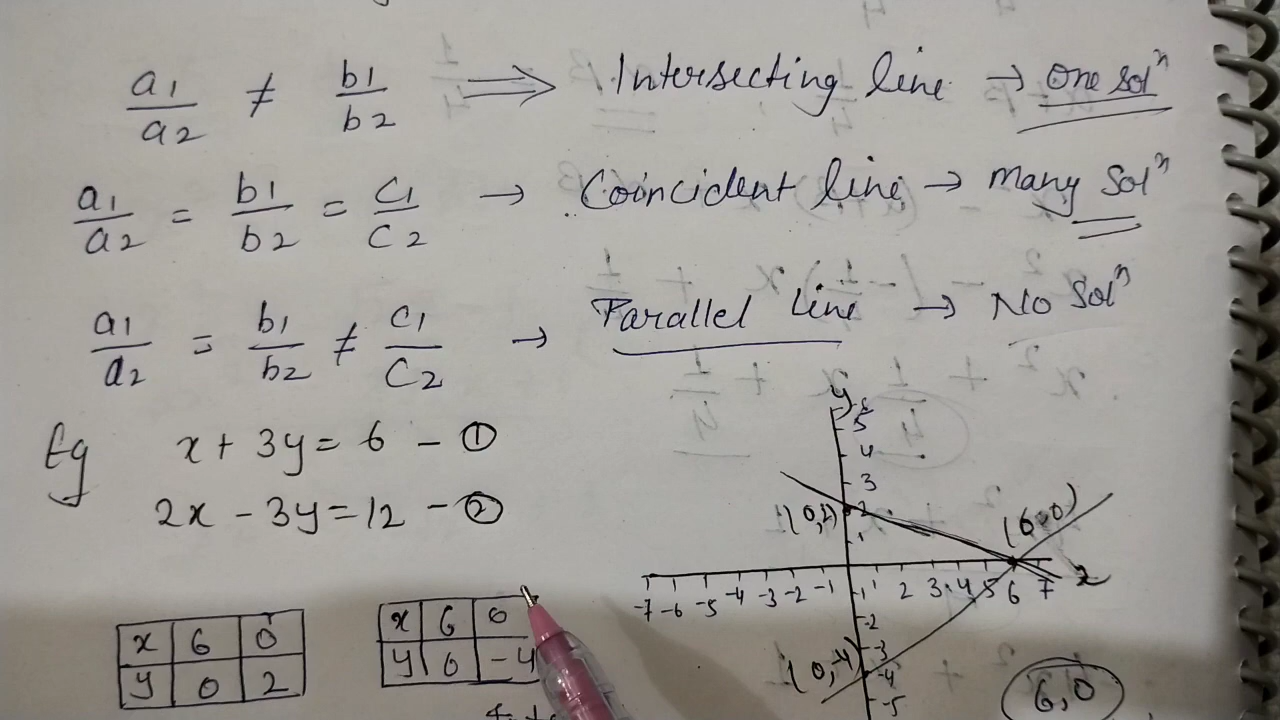 a1/a2 ≠ b1/b2 ⟹ Intersecting line → One solⁿ
a1/a2 = b1/b2 = c1/c2 → Coincident line → Many Solⁿ
a1/a2 = b1/b2 ≠ c1/c2 → Parallel line → No Solⁿ
Eg x + 3y = 6 - ①
2x - 3y = 12 - ②
x 6 0
y 0 2
x 6 0
y 0 -4
y
5
4
3
2
1
(0,2)
(6,0)
-7 -6 -5 -4 -3 -2 -1 1 2 3 4 5 6 7 x
-2
-3
-4
-5
(0,-4)
6,0